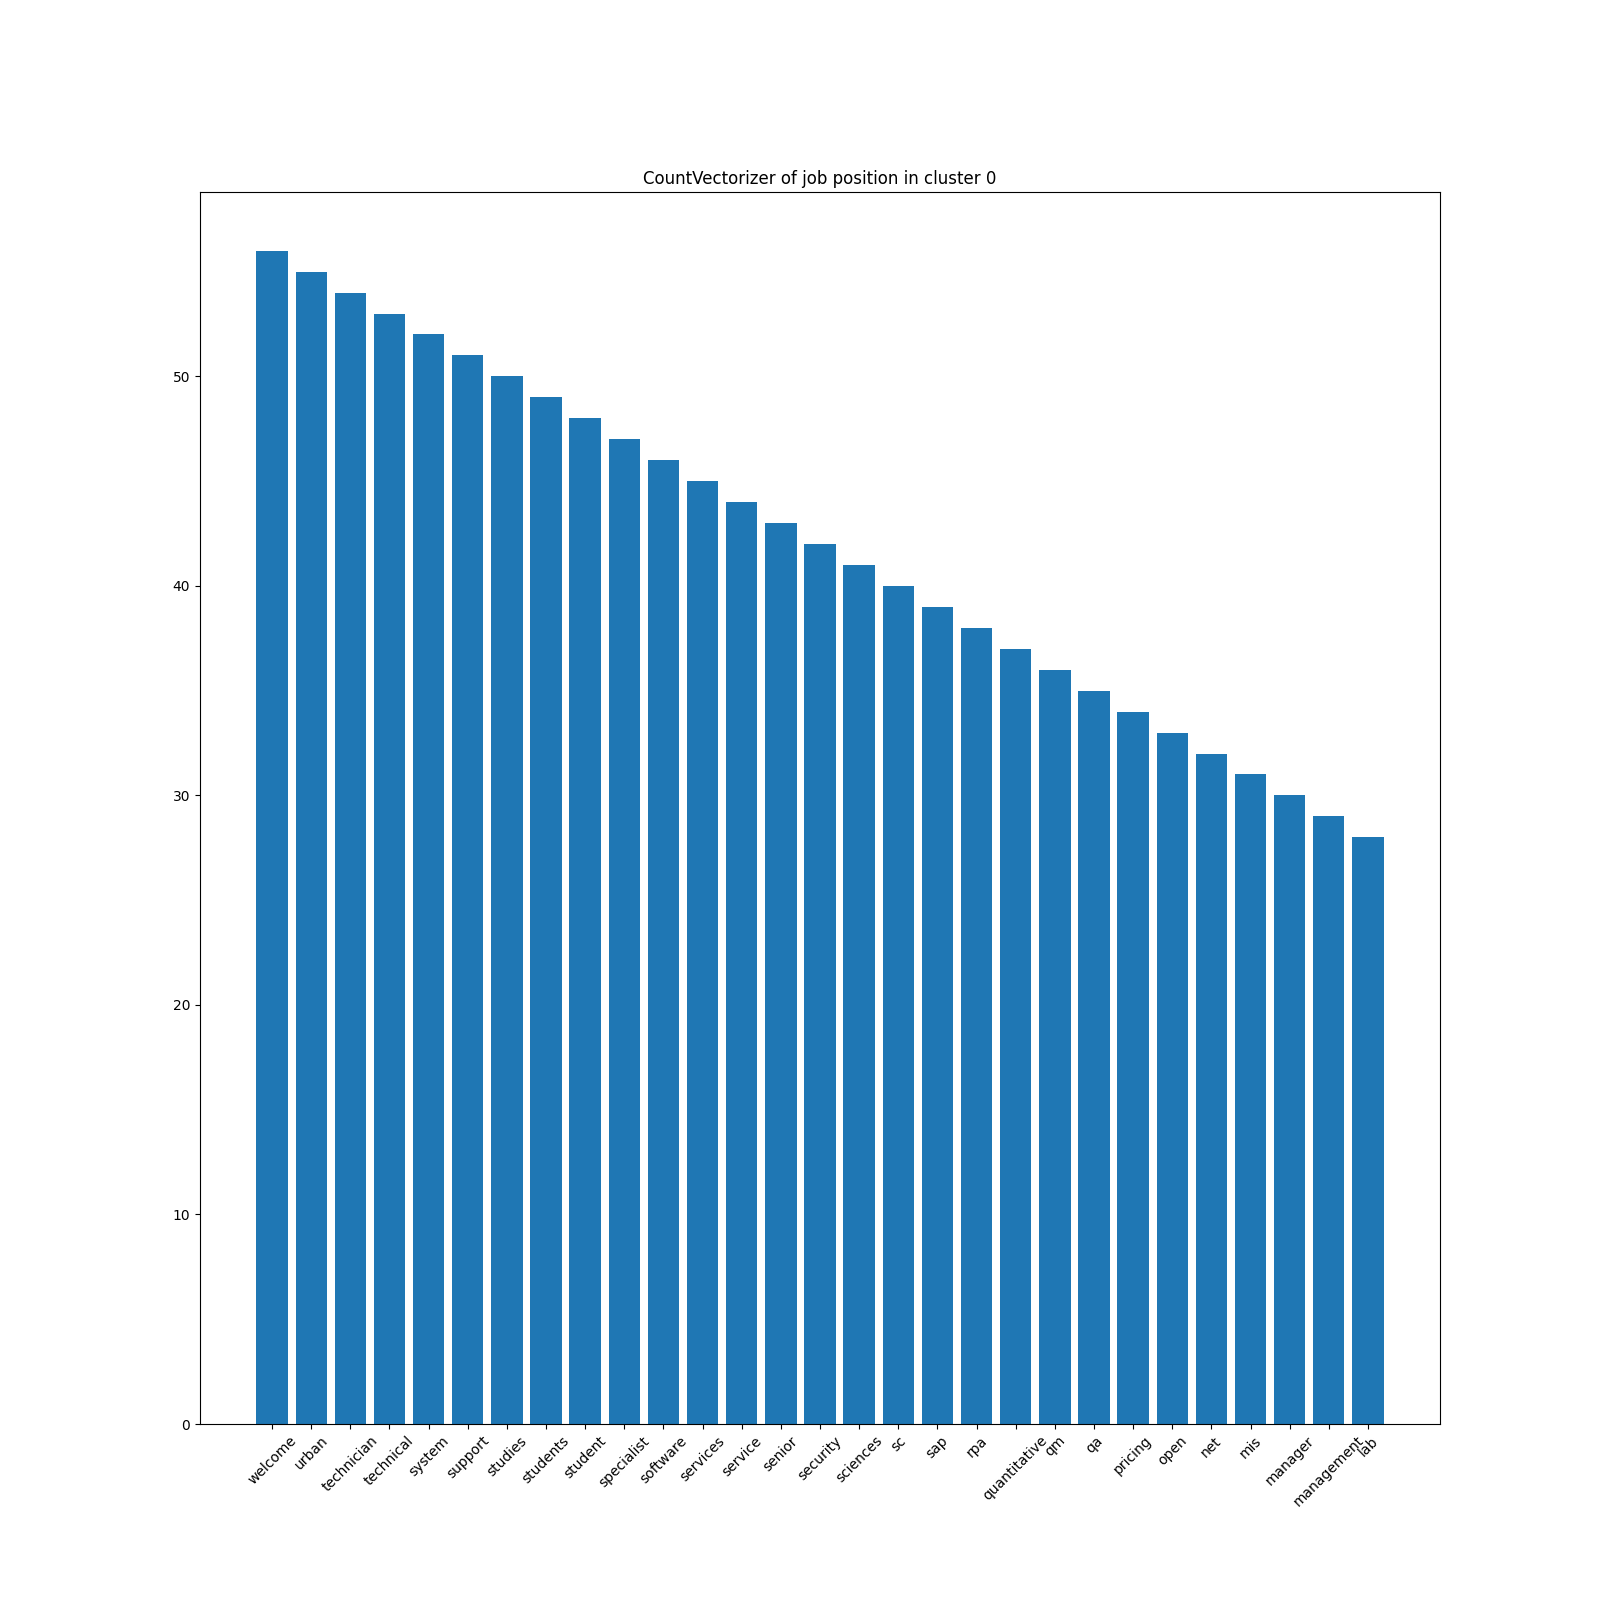 CountVectorizer of job position in cluster 0
50
40
30
20
10
0
welcome
urban
technician
technical
system
support
studies
students
student
specialist
software
services
service
senior
security
sciences
sc
sap
rpa
quantitative
qm
qa
pricing
open
net
mis
manager
management
lab